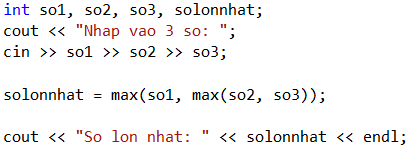 int so1, so2, so3, solonnhat;
cout << "Nhap vao 3 so: ";
cin >> so1 >> so2 >> so3;
solonnhat = max(so1, max(so2, so3));
cout << "So lon nhat: " << solonnhat << endl;